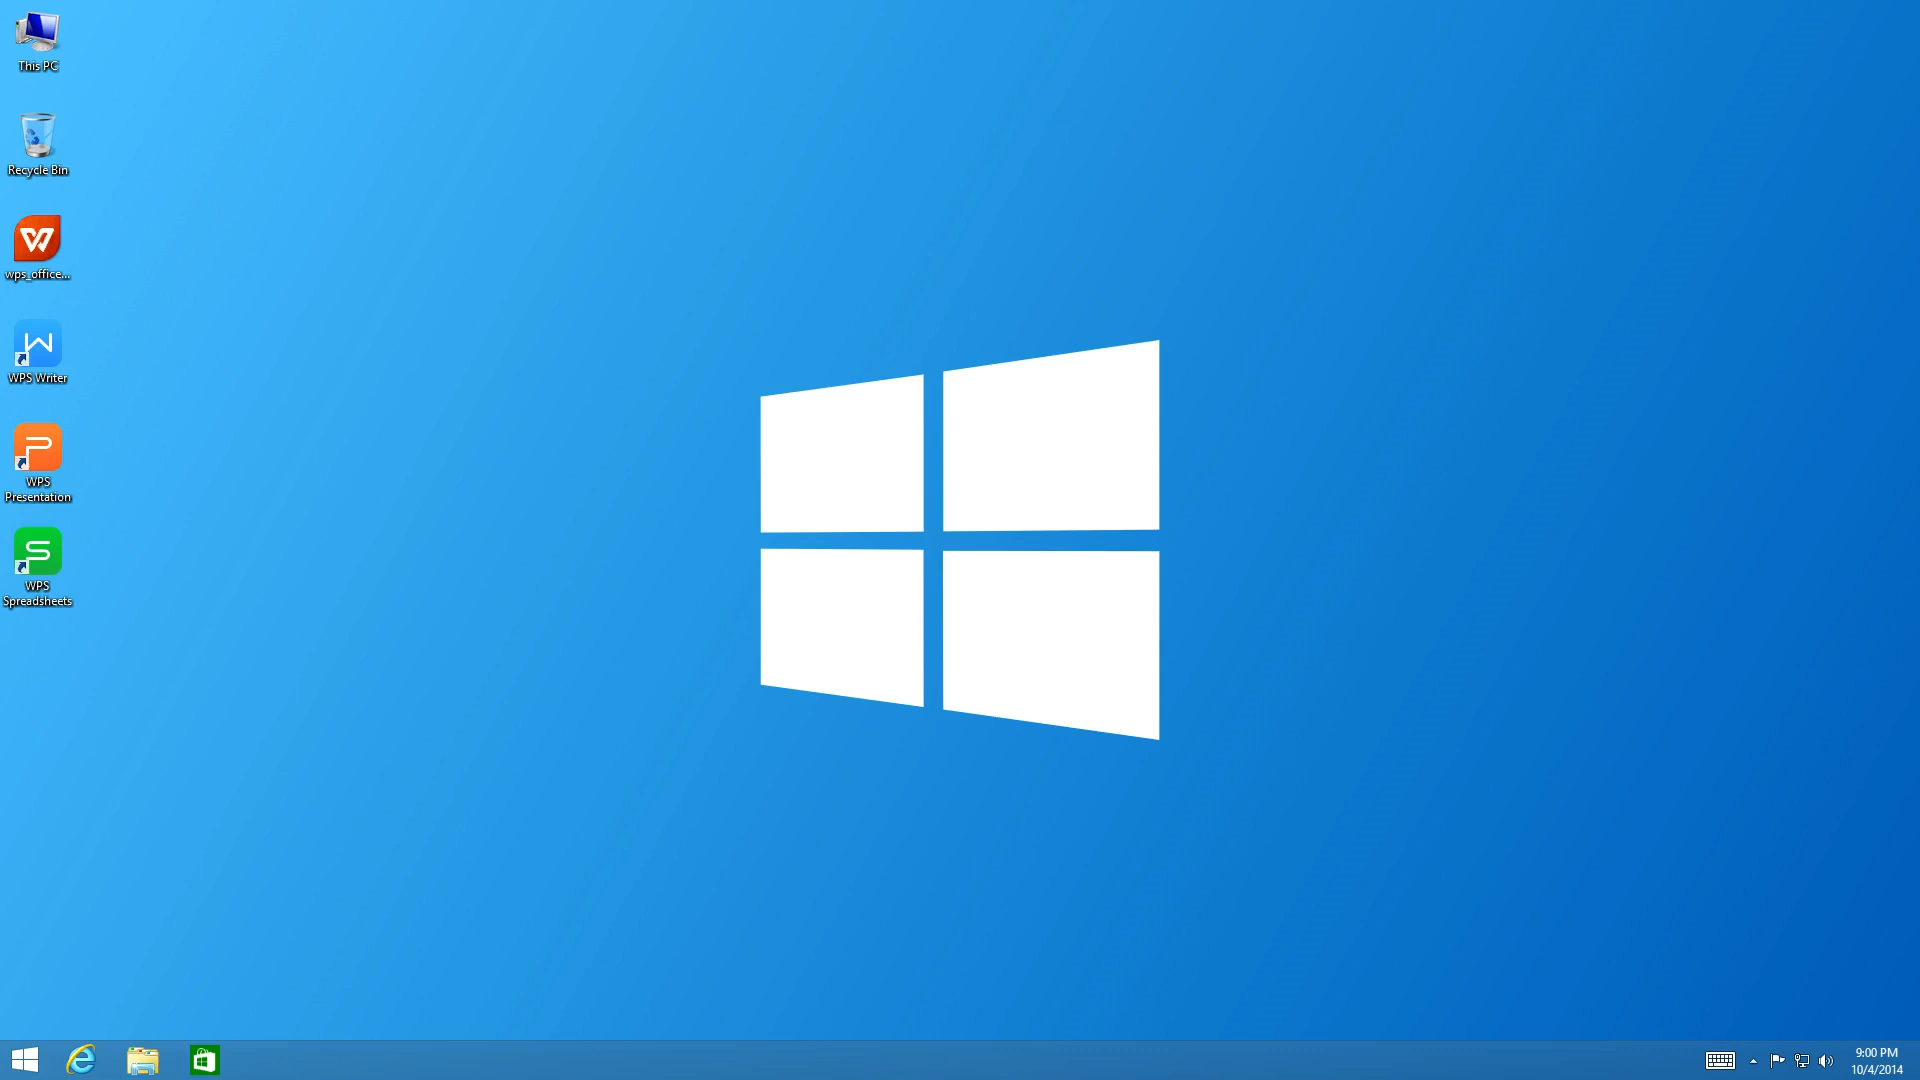 This PC
Recycle Bin
wps_office...
WPS Writer
WPS
Presentation
WPS
Spreadsheets
9:00 PM
10/4/2014